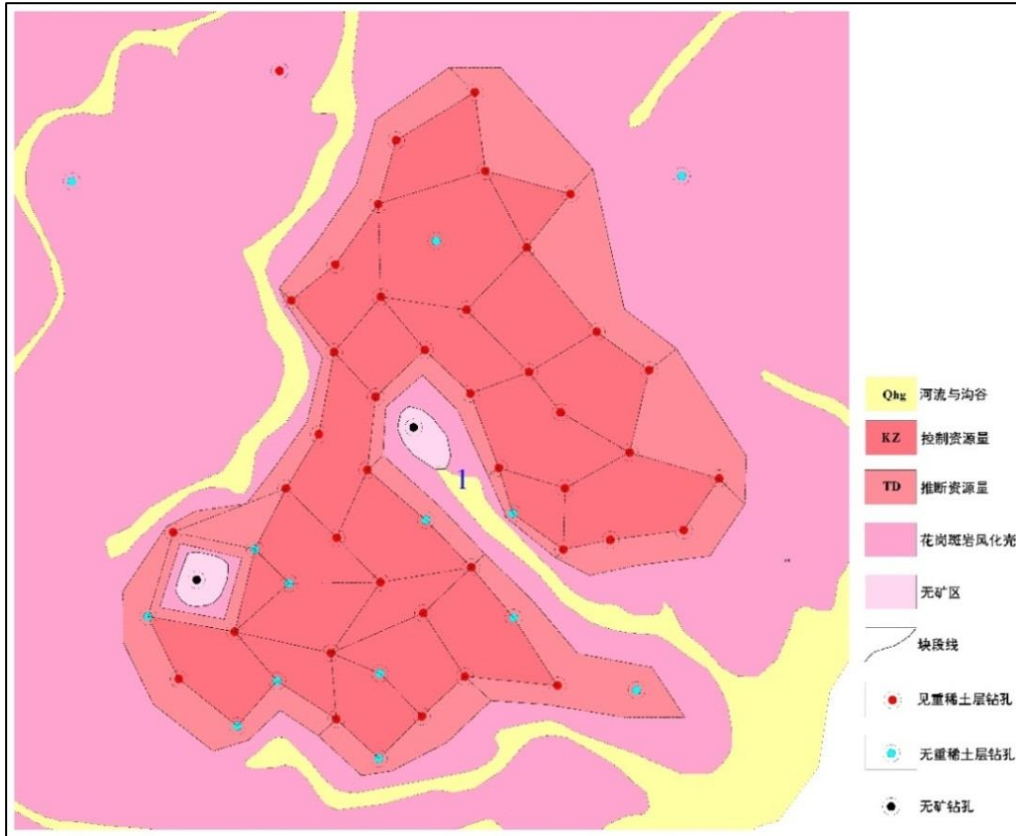 1
Qhg 河流与沟谷
KZ 控制资源量
TD 推断资源量
花岗斑岩风化壳
无矿区
块段线
见重稀土层钻孔
无重稀土层钻孔
无矿钻孔